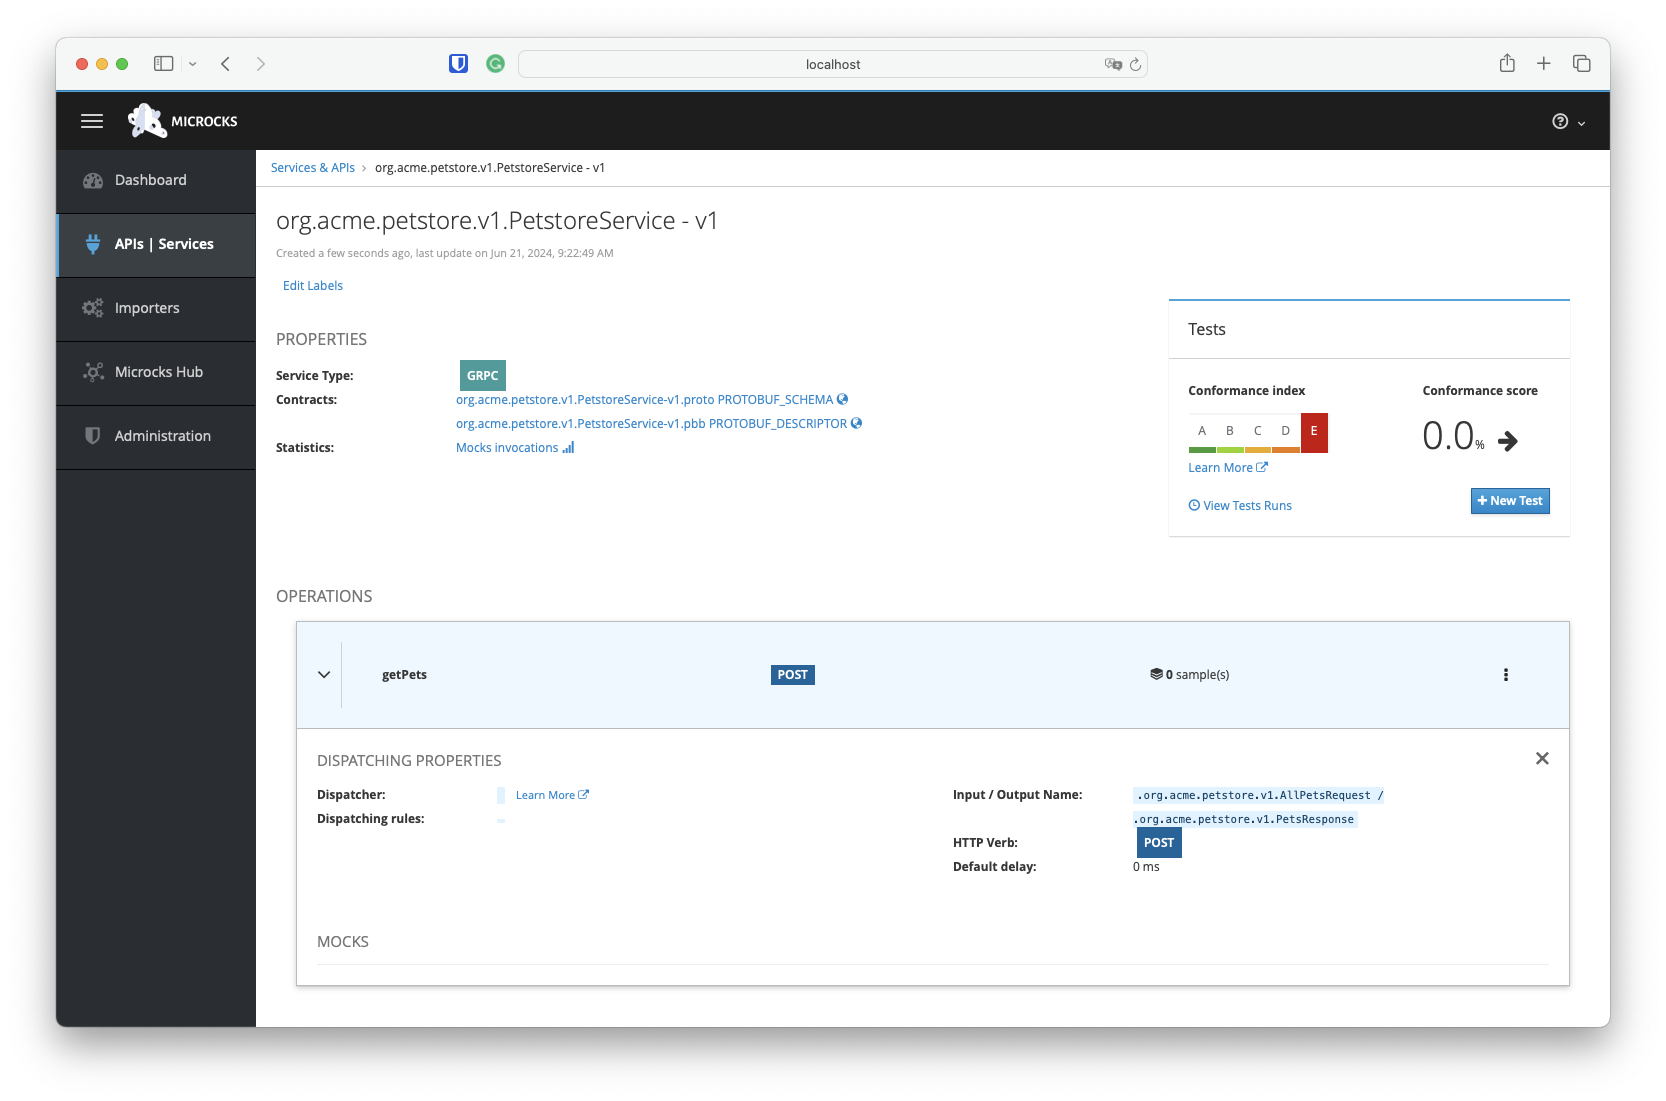 localhost
MICROCKS
Dashboard
APIs | Services
Importers
Microcks Hub
Administration
Services & APIs › org.acme.petstore.v1.PetstoreService - v1
org.acme.petstore.v1.PetstoreService - v1
Created a few seconds ago, last update on Jun 21, 2024, 9:22:49 AM
Edit Labels
PROPERTIES
Service Type: GRPC
Contracts: org.acme.petstore.v1.PetstoreService-v1.proto PROTOBUF_SCHEMA
org.acme.petstore.v1.PetstoreService-v1.pbb PROTOBUF_DESCRIPTOR
Statistics: Mocks invocations
Tests
Conformance index
A B C D E
Learn More
View Tests Runs
Conformance score
0.0%
New Test
OPERATIONS
getPets POST 0 sample(s)
DISPATCHING PROPERTIES
Dispatcher: Learn More
Dispatching rules:
Input / Output Name: .org.acme.petstore.v1.AllPetsRequest /
.org.acme.petstore.v1.PetsResponse
HTTP Verb: POST
Default delay: 0 ms
MOCKS